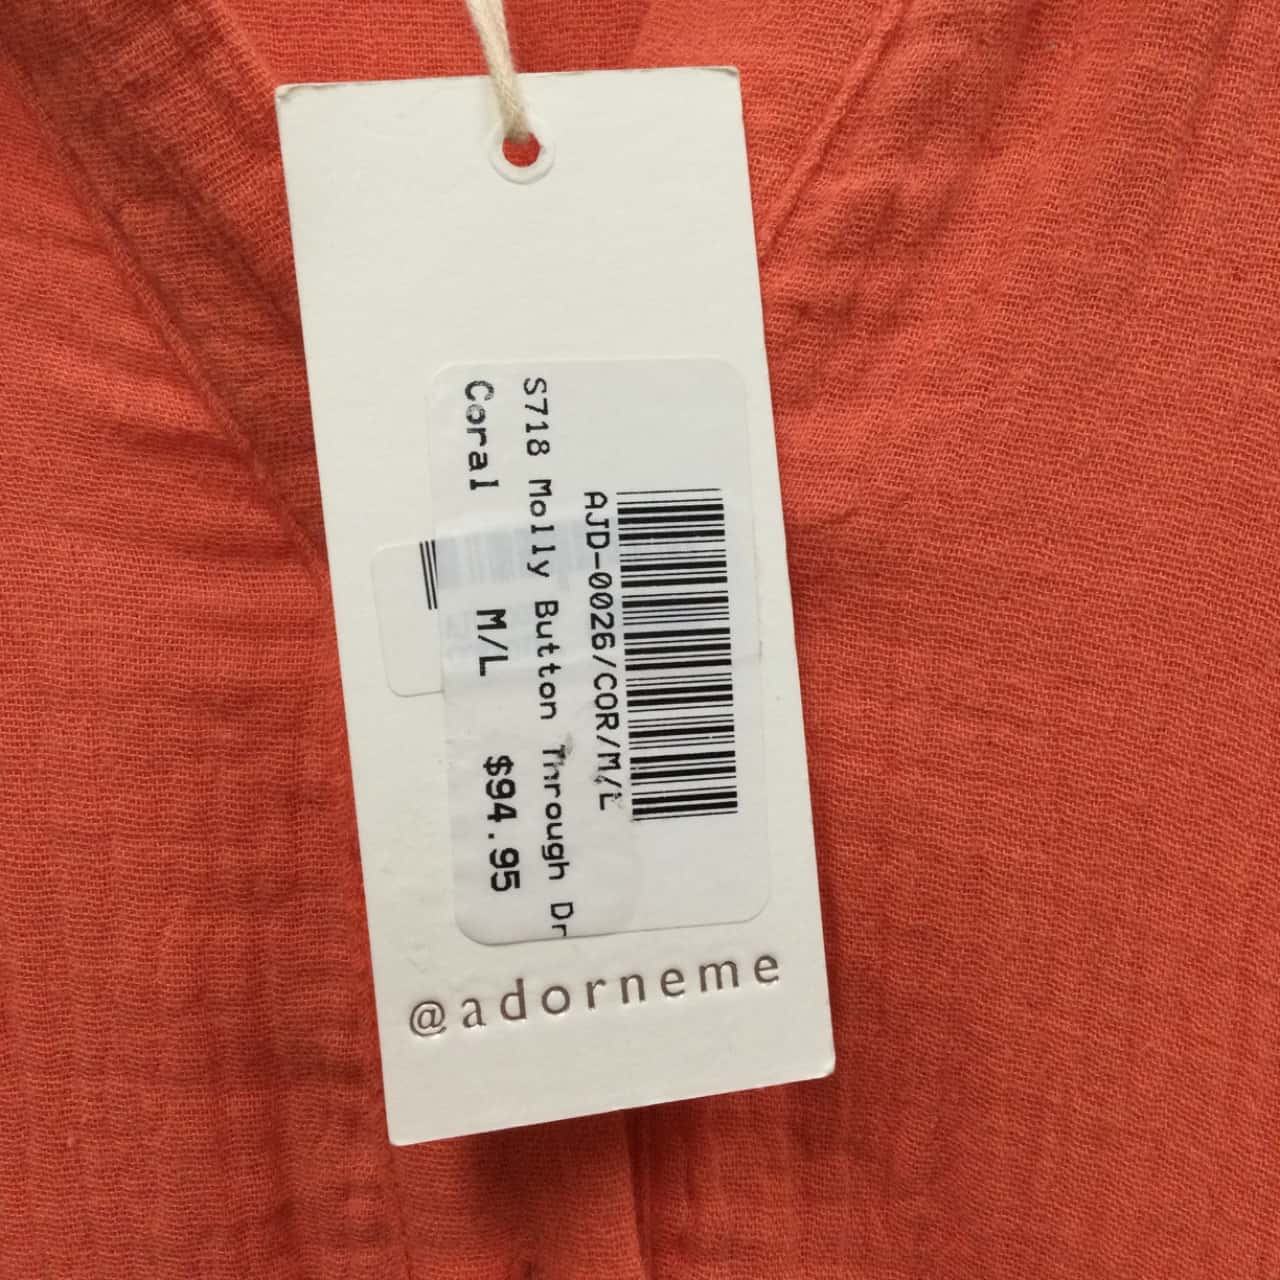 AJD-0026/COR/M/L
S718 Molly Button Through Dr
Coral M/L $94.95
@adorneme